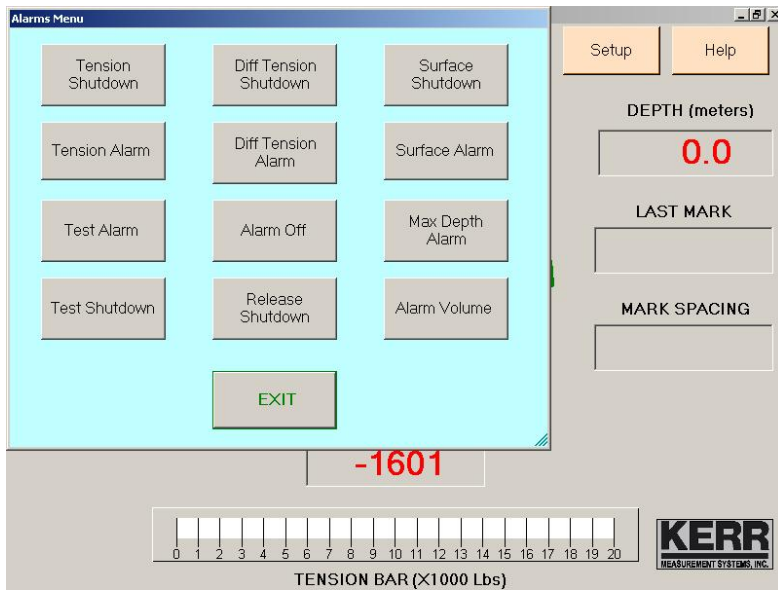 Alarms Menu
Tension
Shutdown
Diff Tension
Shutdown
Surface
Shutdown
Tension Alarm
Diff Tension
Alarm
Surface Alarm
Test Alarm
Alarm Off
Max Depth
Alarm
Test Shutdown
Release
Shutdown
Alarm Volume
EXIT
Setup
Help
DEPTH (meters)
0.0
LAST MARK
MARK SPACING
-1601
0 1 2 3 4 5 6 7 8 9 10 11 12 13 14 15 16 17 18 19 20
TENSION BAR (X1000 Lbs)
KERR
MEASUREMENT SYSTEMS, INC.